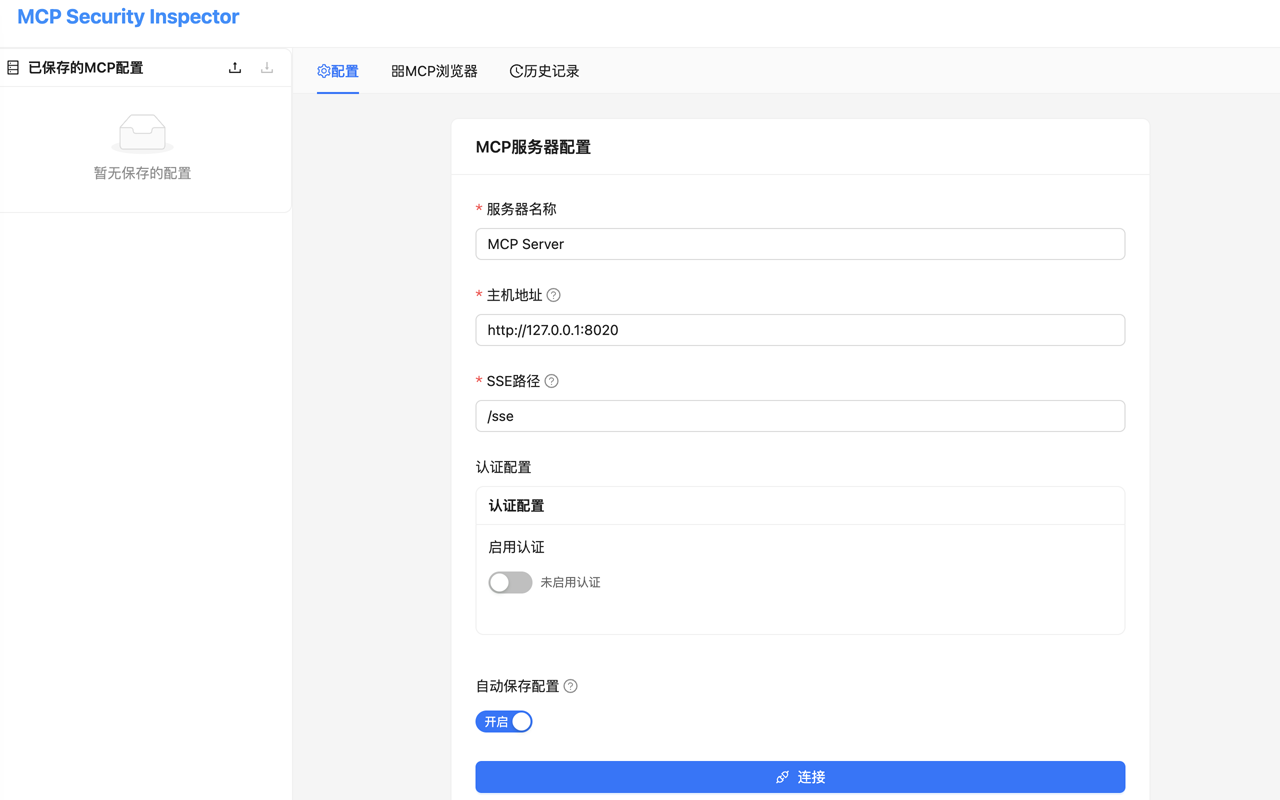 MCP Security Inspector
已保存的MCP配置
暂无保存的配置
配置
MCP浏览器
历史记录
MCP服务器配置
* 服务器名称
MCP Server
* 主机地址
http://127.0.0.1:8020
* SSE路径
/sse
认证配置
认证配置
启用认证
未启用认证
自动保存配置
开启
连接